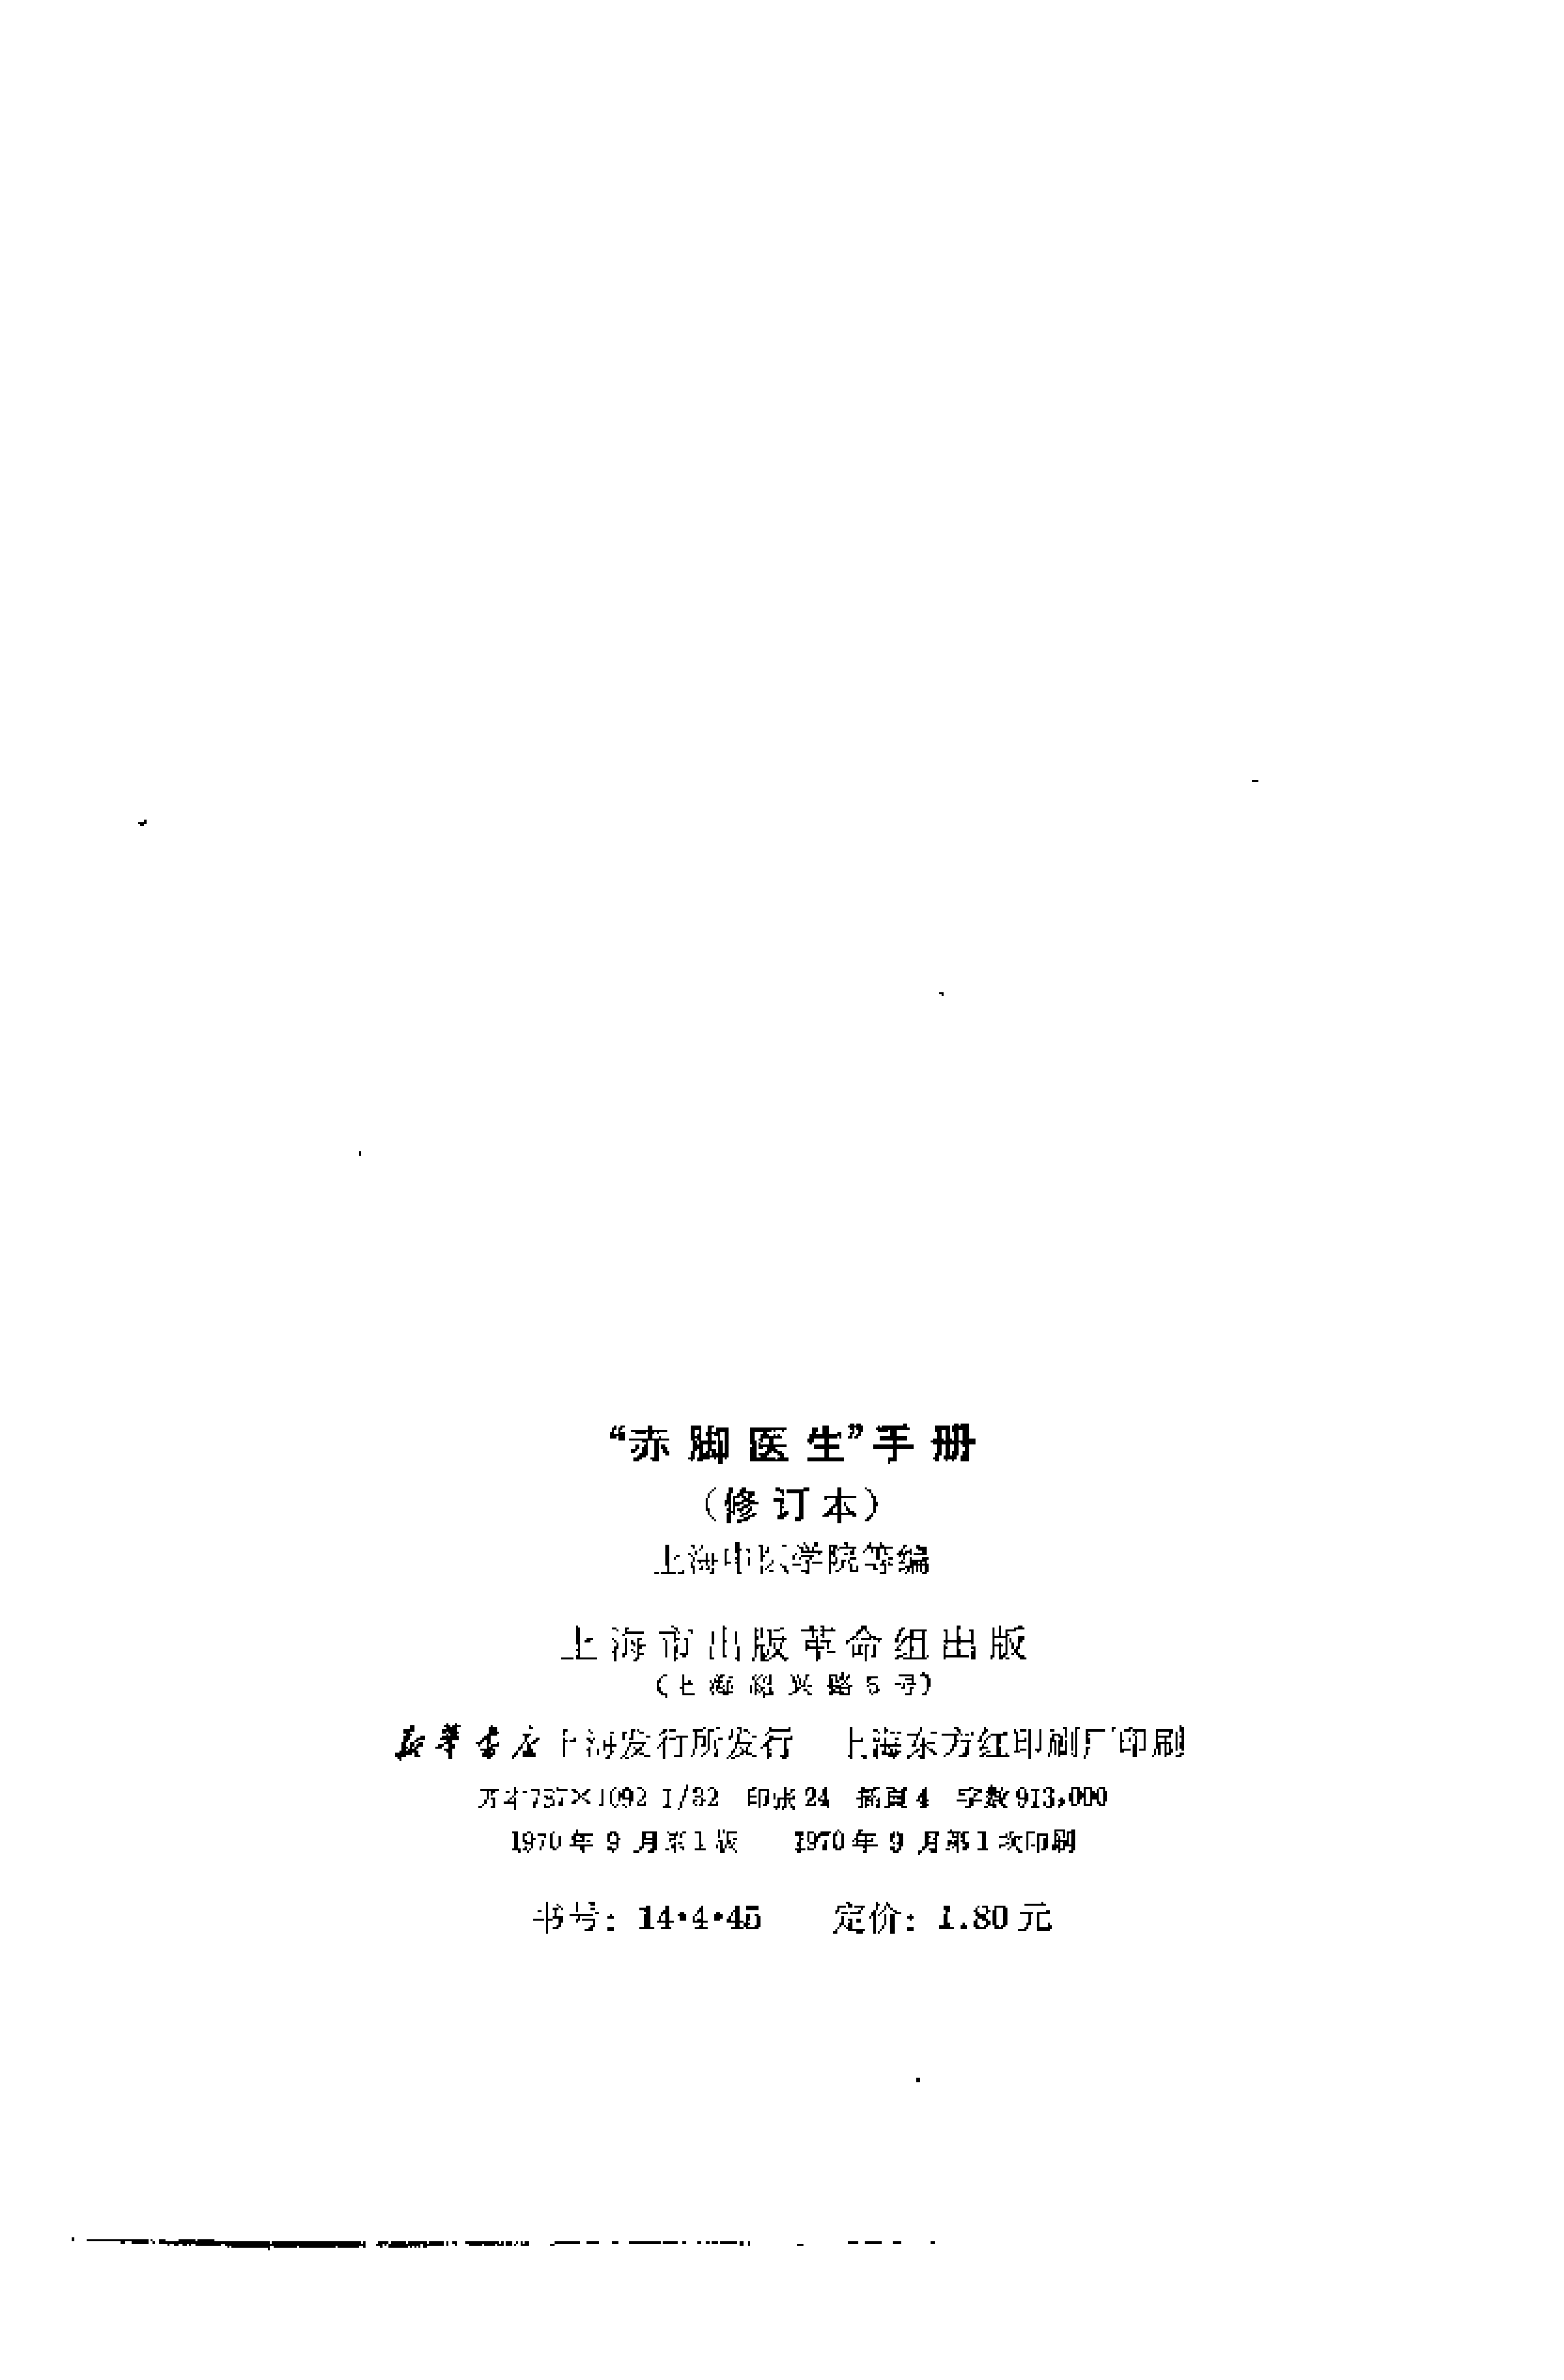 “赤脚医生”手册
（修订本）
上海中医学院等编
上海市出版革命组出版
（上海绍兴路5号）
新华书店上海发行所发行 上海东方红印刷厂印刷
开本787×1092 1/32 印张24 插页4 字数913,000
1970年9月第1版 1970年9月第1次印刷
书号：14·4·45 定价：1.80元